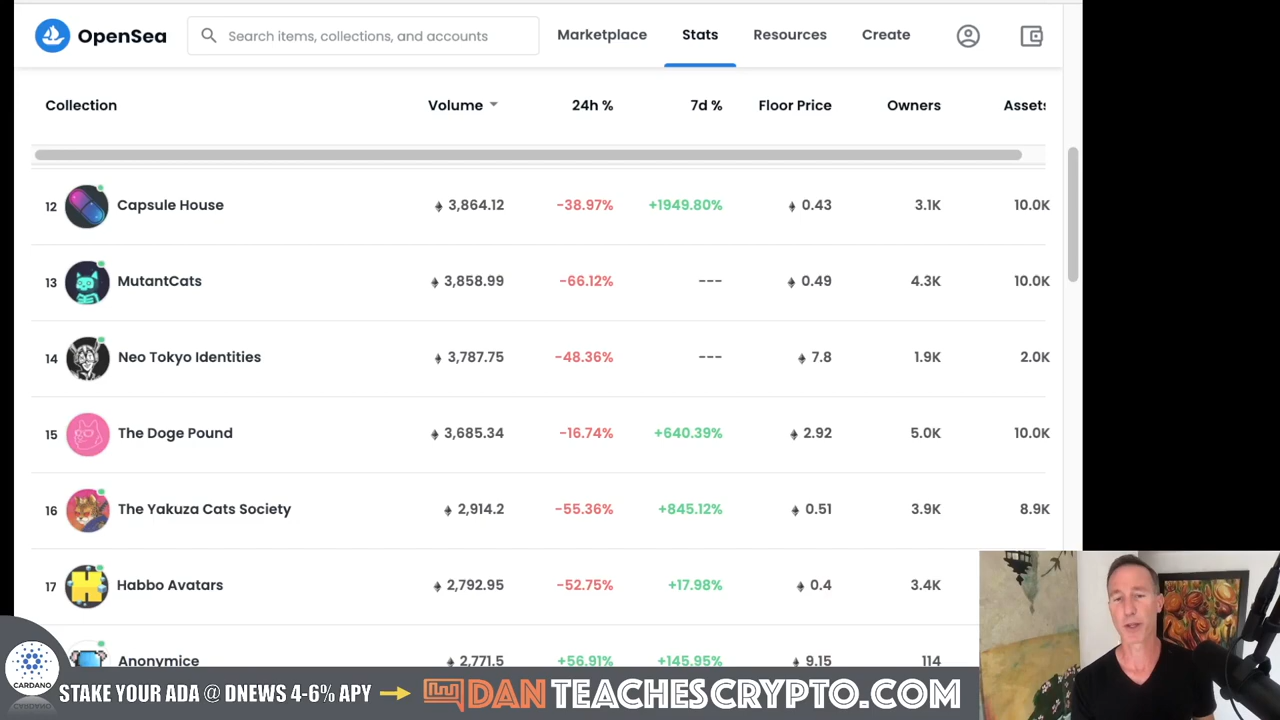 OpenSea Search items, collections, and accounts Marketplace Stats Resources Create
Collection Volume 24h % 7d % Floor Price Owners Assets
12 Capsule House 3,864.12 -38.97% +1949.80% 0.43 3.1K 10.0K
13 MutantCats 3,858.99 -66.12% --- 0.49 4.3K 10.0K
14 Neo Tokyo Identities 3,787.75 -48.36% --- 7.8 1.9K 2.0K
15 The Doge Pound 3,685.34 -16.74% +640.39% 2.92 5.0K 10.0K
16 The Yakuza Cats Society 2,914.2 -55.36% +845.12% 0.51 3.9K 8.9K
17 Habbo Avatars 2,792.95 -52.75% +17.98% 0.4 3.4K
Anonymice 2,771.5 +56.91% +145.95% 9.15 114
CARDANO
STAKE YOUR ADA @ DNEWS 4-6% APY DAN TEACHESCRYPTO.COM